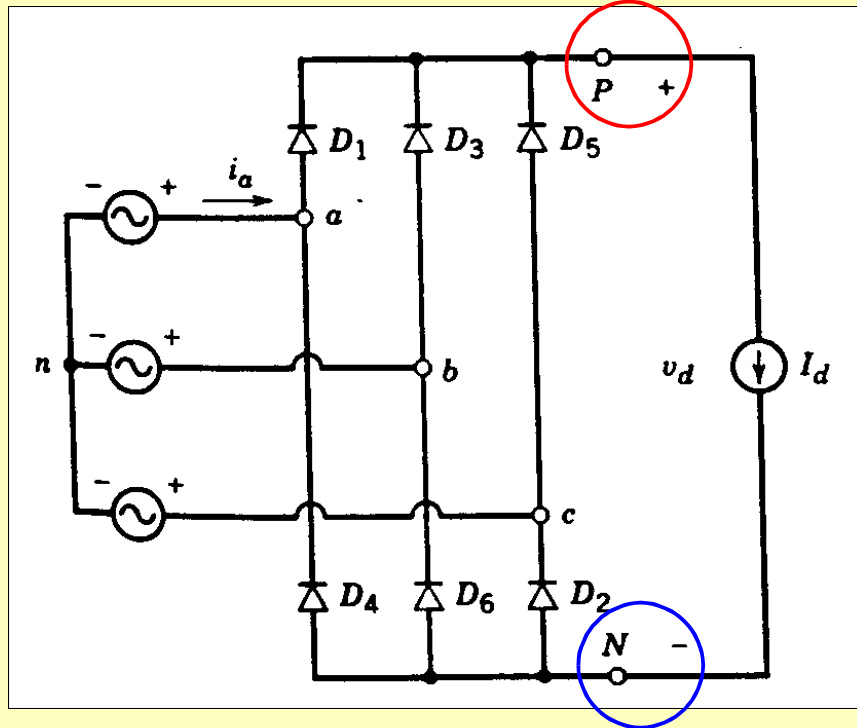 P +
D₁ D₃ D₅
i_a
- +
a
- +
n b
v_d I_d
- +
c
D₄ D₆ D₂
N -